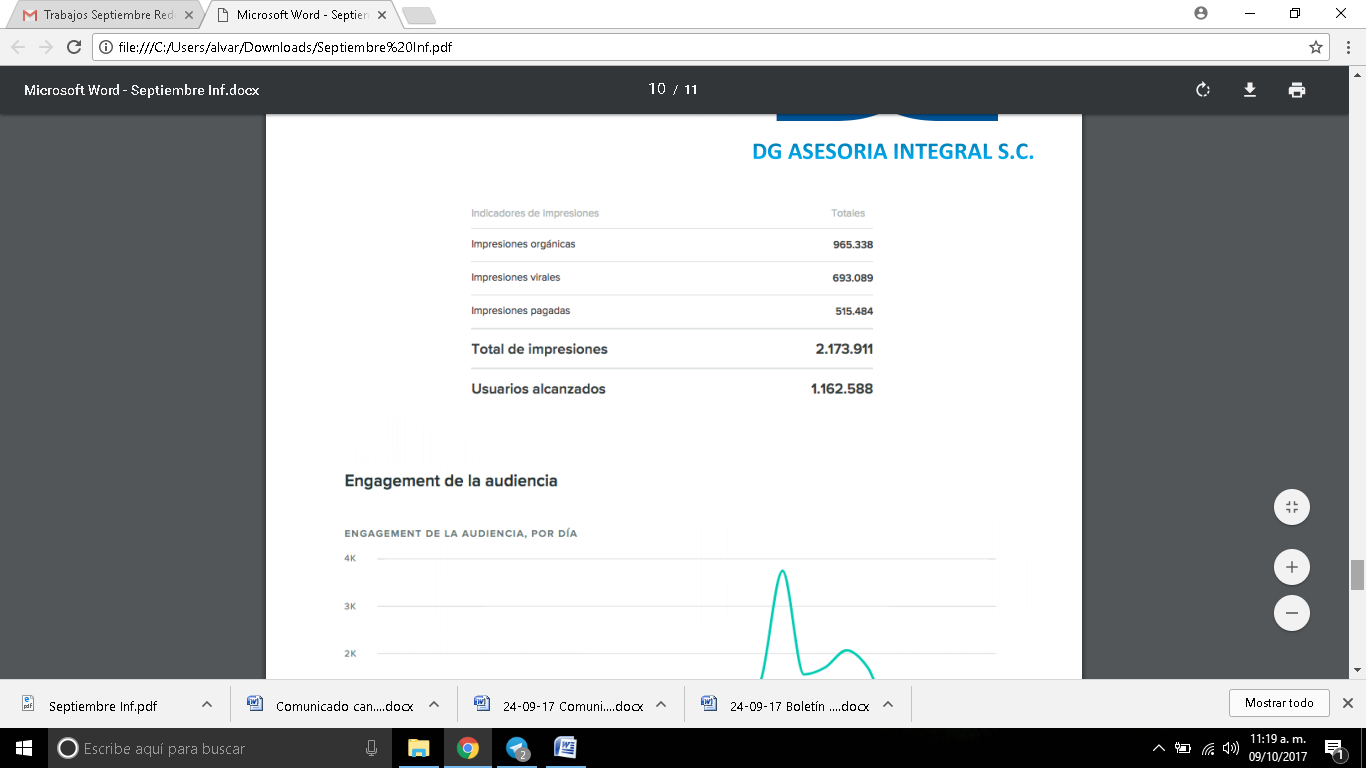 Trabajos Septiembre Red
Microsoft Word - Septien
file:///C:/Users/alvar/Downloads/Septiembre%20Inf.pdf
Microsoft Word - Septiembre Inf.docx
10 / 11
DG ASESORIA INTEGRAL S.C.
Indicadores de Impresiones Totales
Impresiones orgánicas 965.338
Impresiones virales 693.089
Impresiones pagadas 515.484
Total de impresiones 2.173.911
Usuarios alcanzados 1.162.588
Engagement de la audiencia
ENGAGEMENT DE LA AUDIENCIA, POR DÍA
4K
3K
2K
Septiembre Inf.pdf
Comunicado can....docx
24-09-17 Comuni....docx
24-09-17 Boletín ....docx
Mostrar todo
Escribe aquí para buscar
2
11:19 a. m.
09/10/2017
1